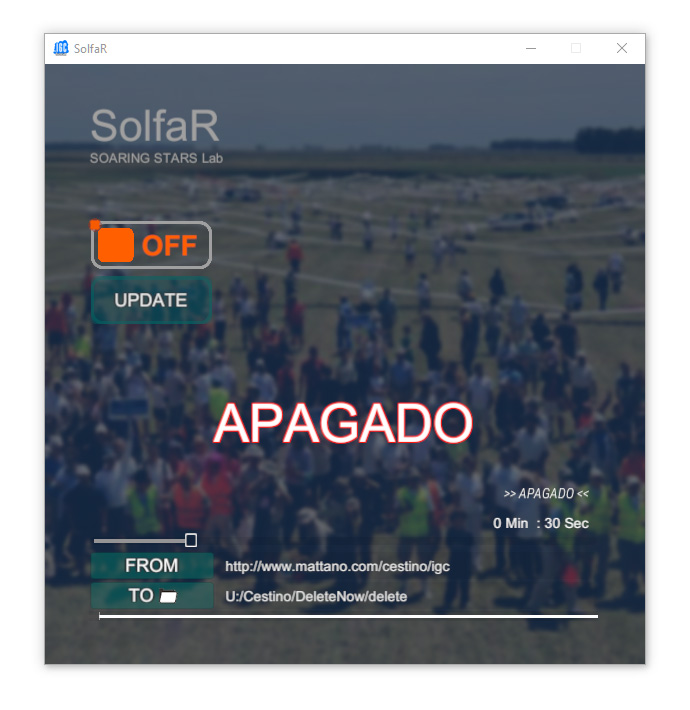 SolfaR
SolfaR
SOARING STARS Lab
OFF
UPDATE
APAGADO
>> APAGADO <<
0 Min : 30 Sec
FROM http://www.mattano.com/cestino/igc
TO U:/Cestino/DeleteNow/delete